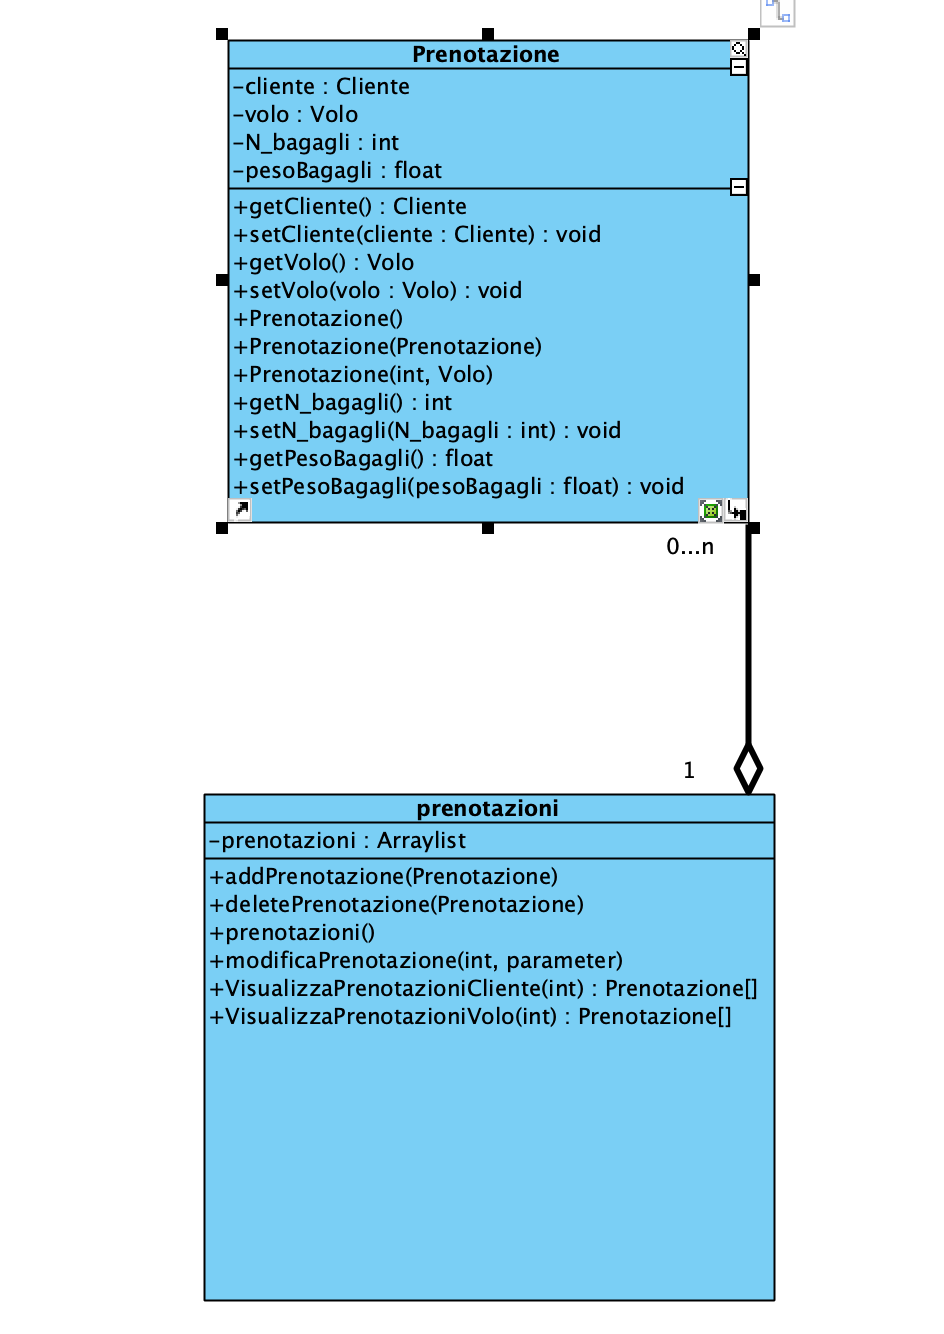 Prenotazione
-cliente : Cliente
-volo : Volo
-N_bagagli : int
-pesoBagagli : float
+getCliente() : Cliente
+setCliente(cliente : Cliente) : void
+getVolo() : Volo
+setVolo(volo : Volo) : void
+Prenotazione()
+Prenotazione(Prenotazione)
+Prenotazione(int, Volo)
+getN_bagagli() : int
+setN_bagagli(N_bagagli : int) : void
+getPesoBagagli() : float
+setPesoBagagli(pesoBagagli : float) : void
0...n
1
prenotazioni
-prenotazioni : Arraylist
+addPrenotazione(Prenotazione)
+deletePrenotazione(Prenotazione)
+prenotazioni()
+modificaPrenotazione(int, parameter)
+VisualizzaPrenotazioniCliente(int) : Prenotazione[]
+VisualizzaPrenotazioniVolo(int) : Prenotazione[]